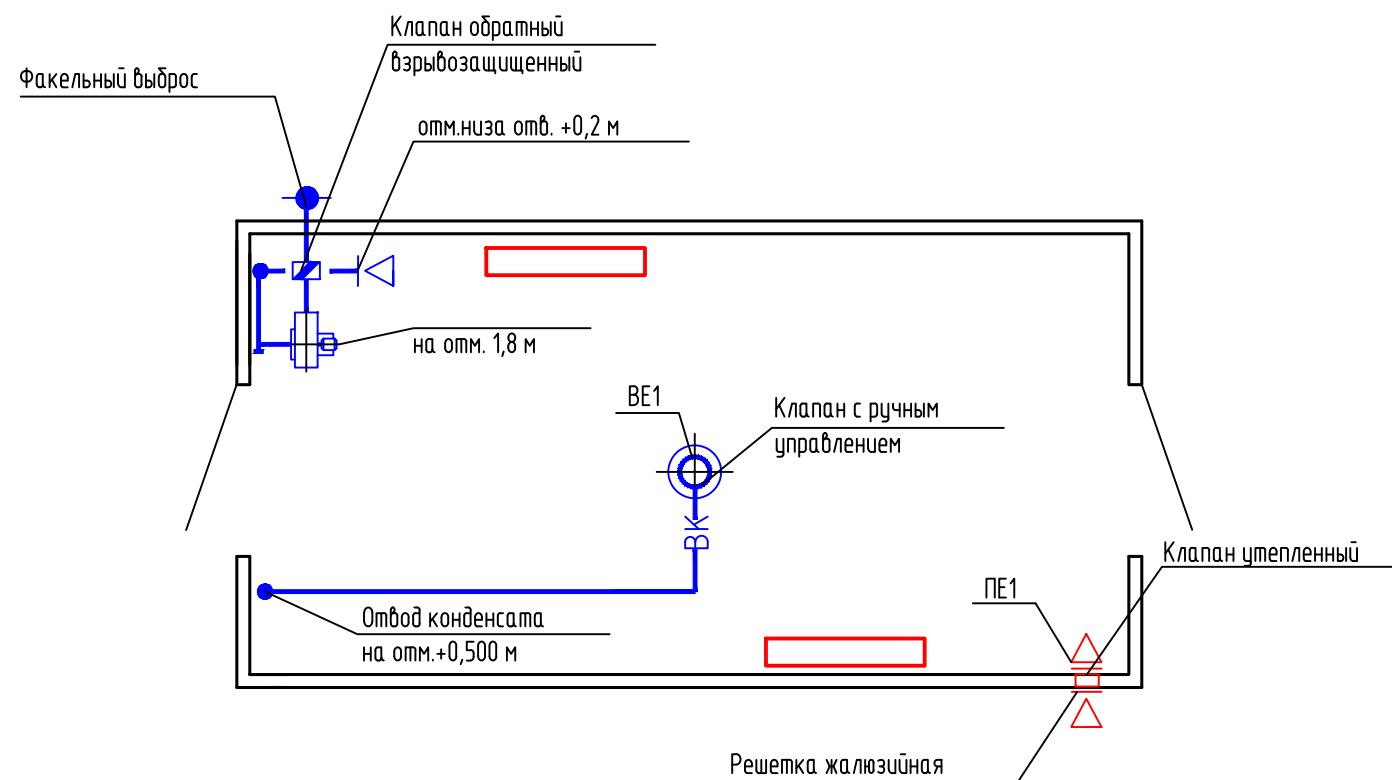 Клапан обратный
взрывозащищенный
Факельный выброс
отм.низа отв. +0,2 м
на отм. 1,8 м
ВЕ1
Клапан с ручным
управлением
ВК
Клапан утепленный
ПЕ1
Отвод конденсата
на отм.+0,500 м
Решетка жалюзийная